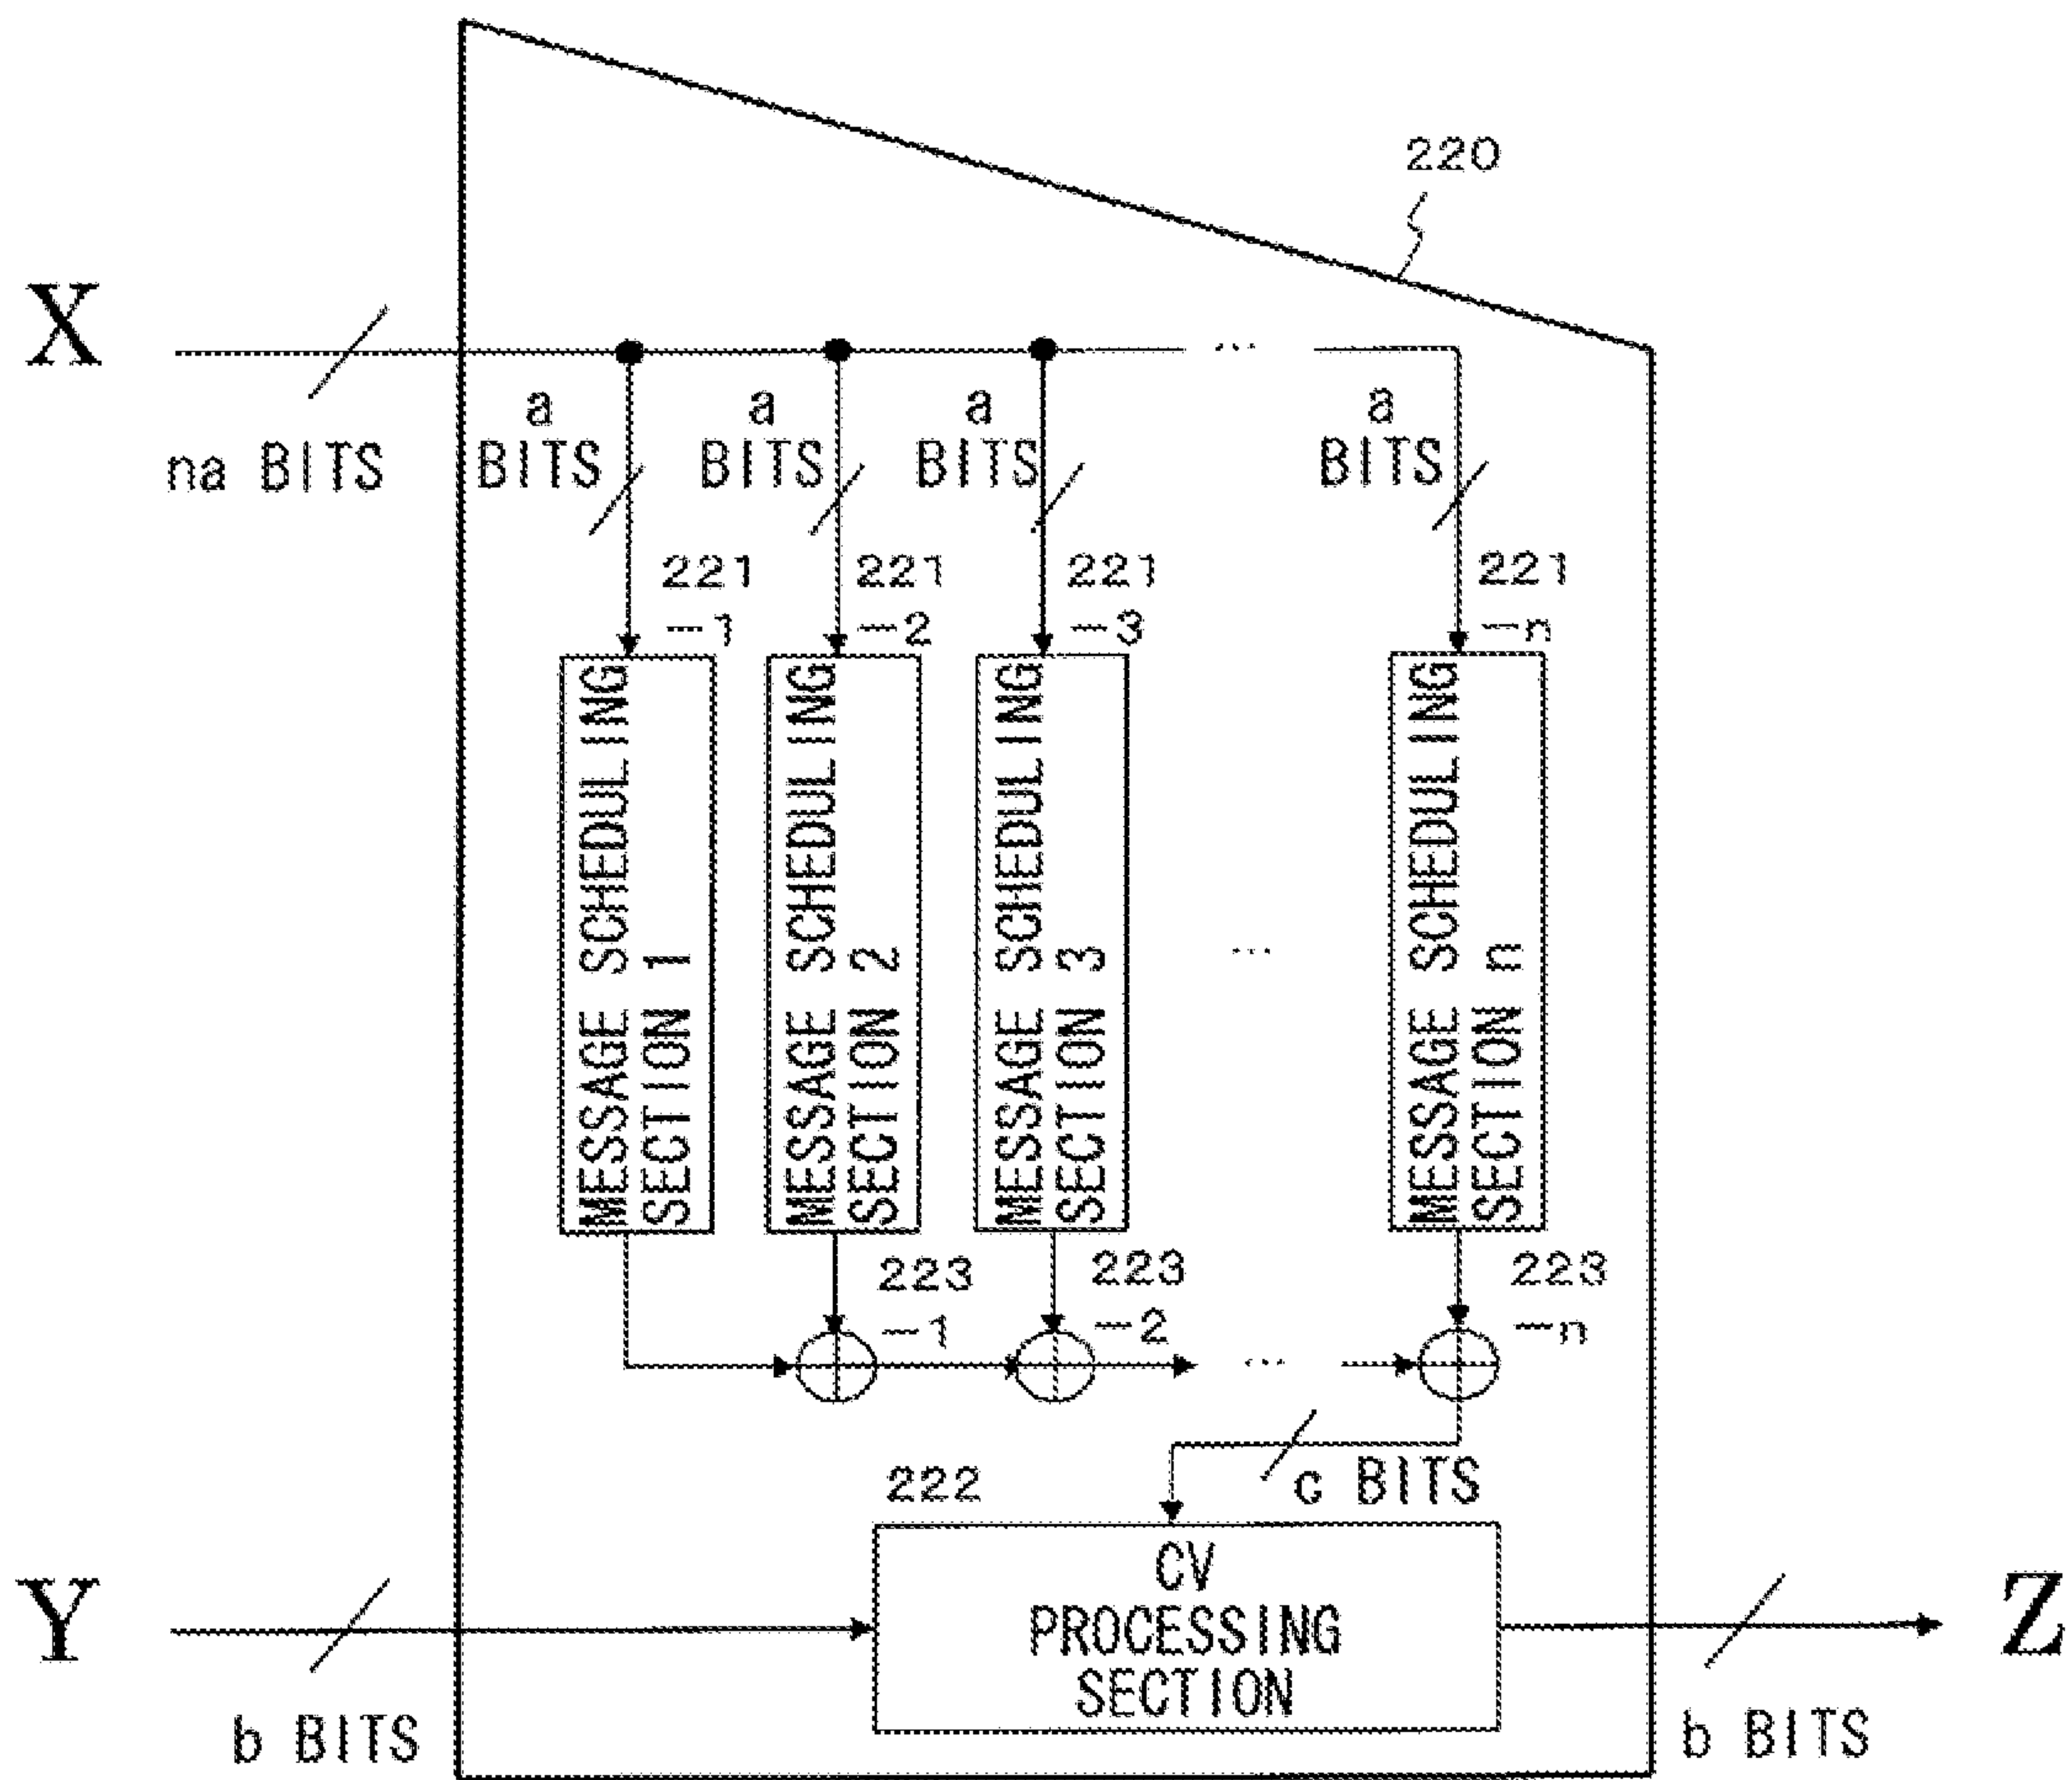 220
X
na BITS
a
BITS
a
BITS
a
BITS
...
a
BITS
221
-1
221
-2
221
-3
221
-n
MESSAGE SCHEDULING
SECTION 1
MESSAGE SCHEDULING
SECTION 2
MESSAGE SCHEDULING
SECTION 3
...
MESSAGE SCHEDULING
SECTION n
223
-1
223
-2
...
223
-n
c BITS
222
CV
PROCESSING
SECTION
Y
b BITS
Z
b BITS